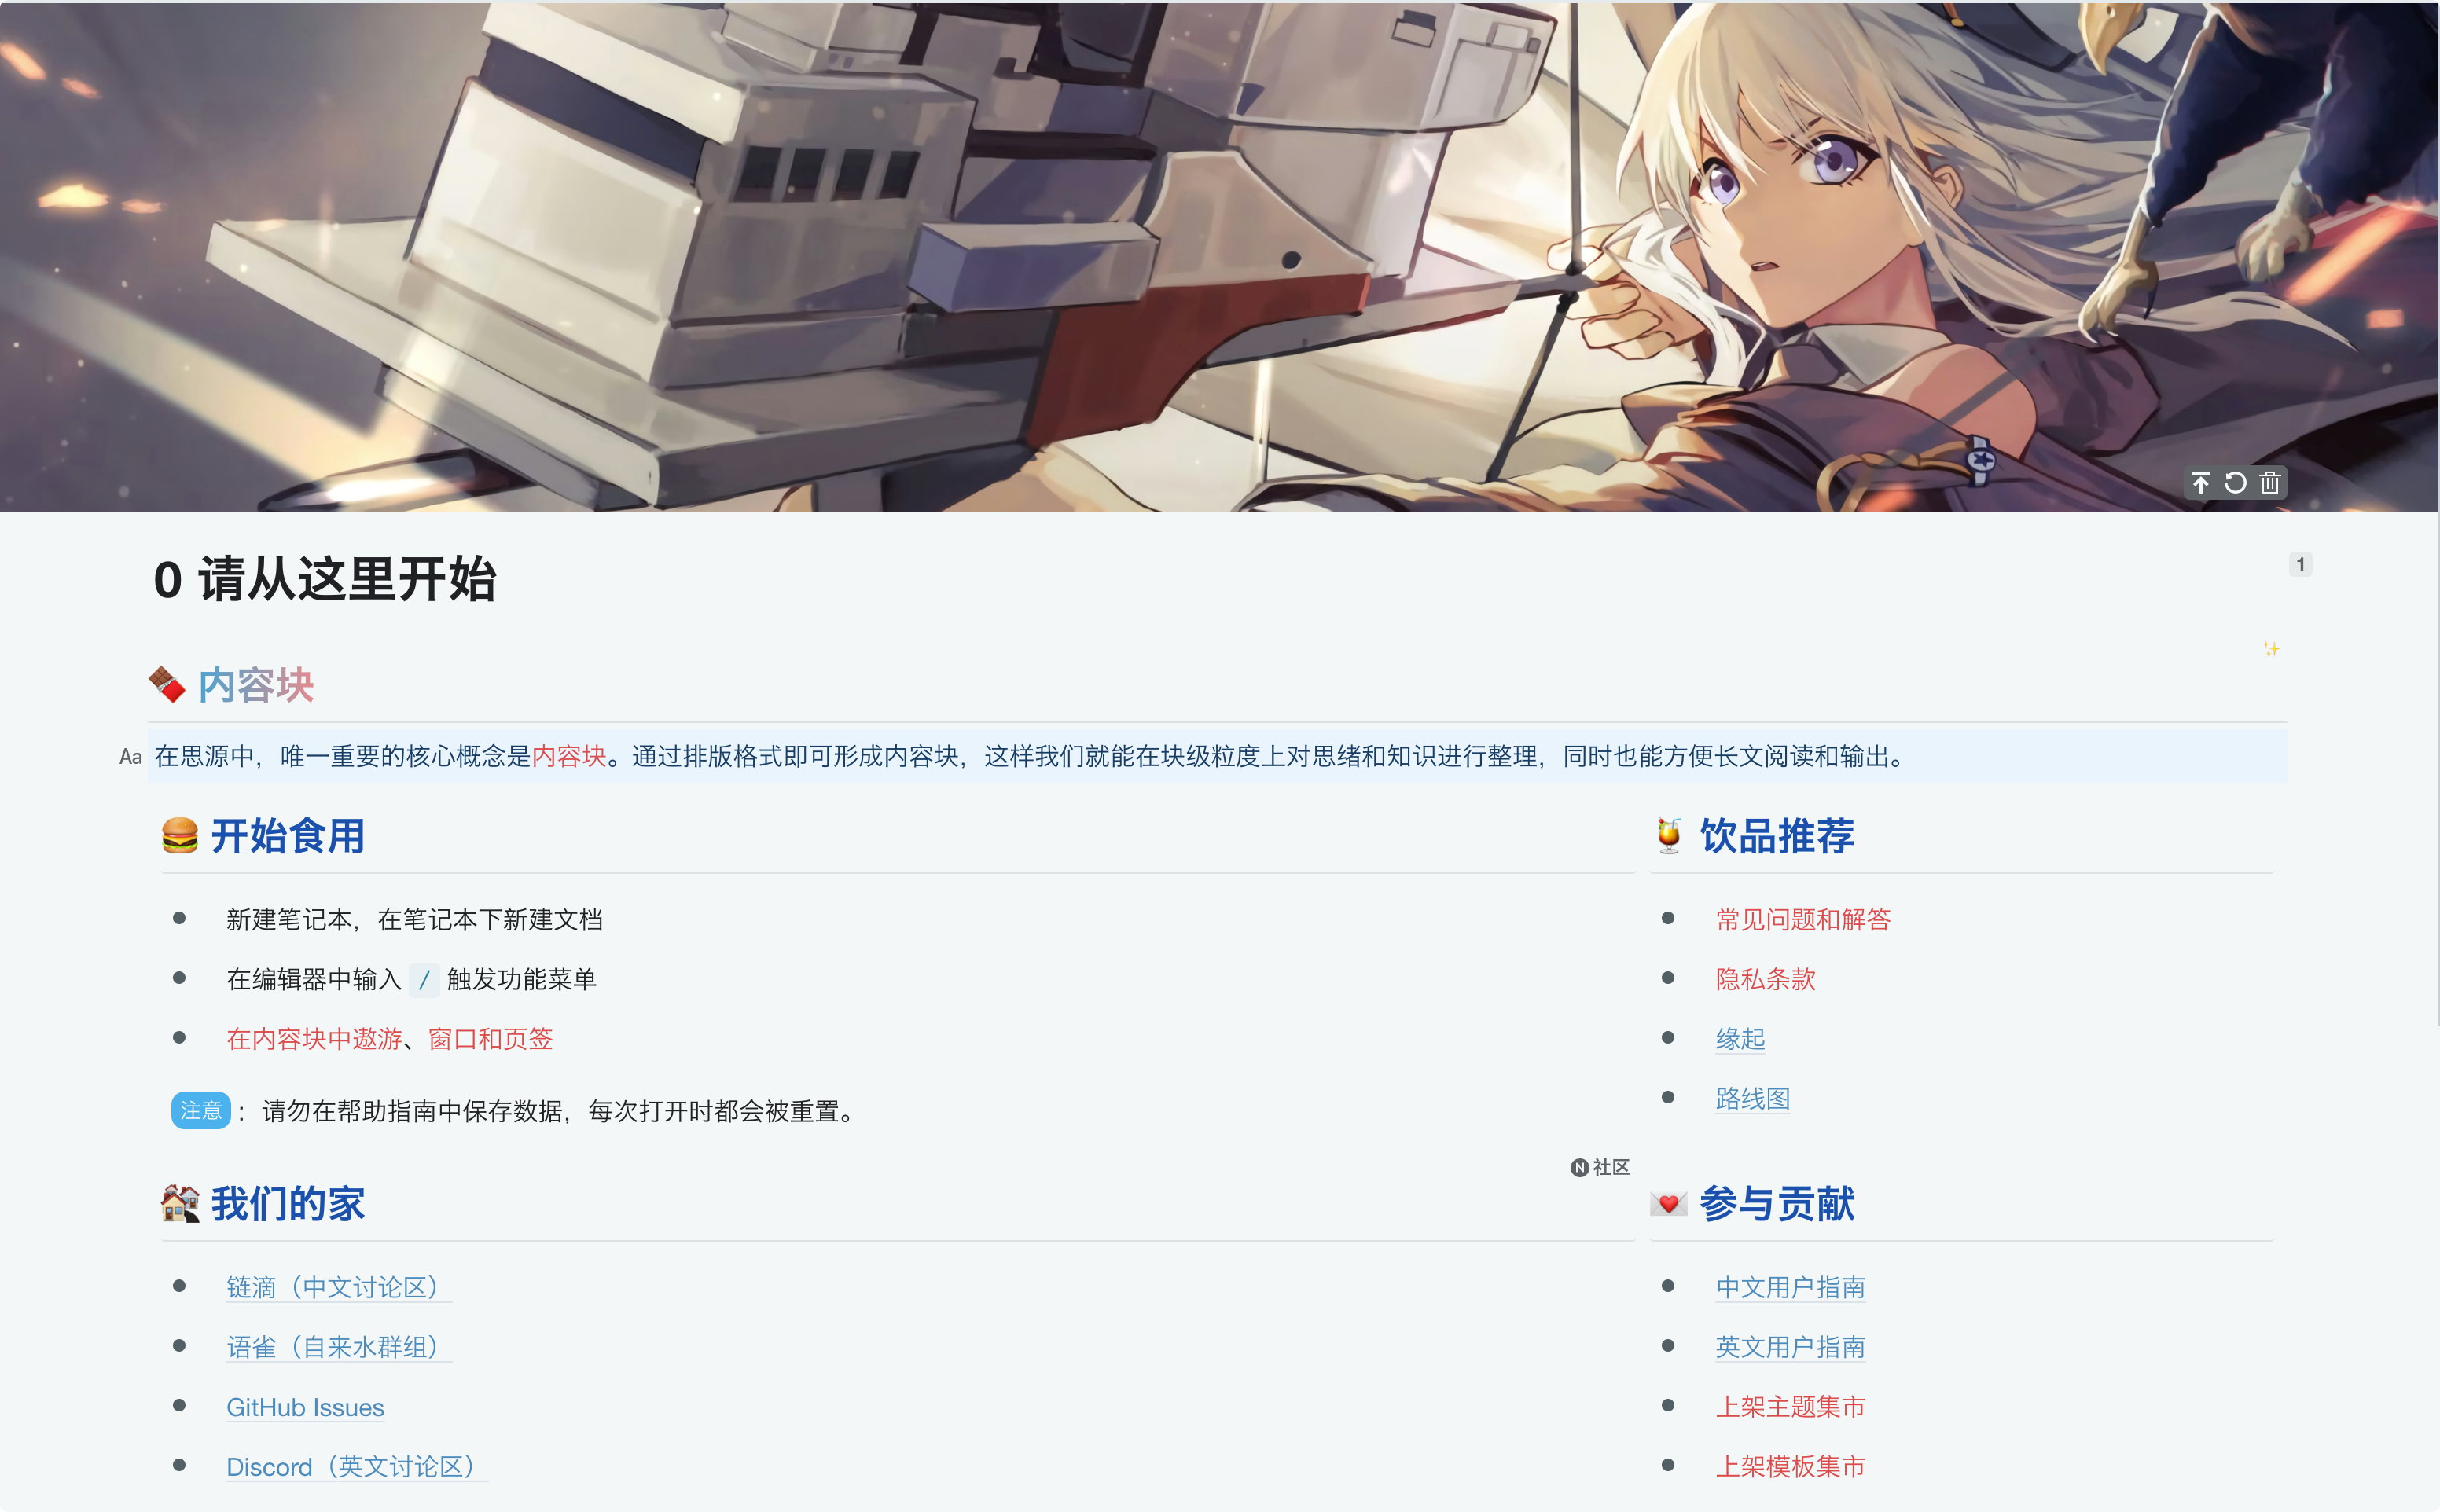 0 请从这里开始
1
内容块
Aa
在思源中，唯一重要的核心概念是内容块。通过排版格式即可形成内容块，这样我们就能在块级粒度上对思绪和知识进行整理，同时也能方便长文阅读和输出。
开始食用
新建笔记本，在笔记本下新建文档
在编辑器中输入 / 触发功能菜单
在内容块中遨游、窗口和页签
注意 ：请勿在帮助指南中保存数据，每次打开时都会被重置。
饮品推荐
常见问题和解答
隐私条款
缘起
路线图
N 社区
我们的家
链滴（中文讨论区）
语雀（自来水群组）
GitHub Issues
Discord（英文讨论区）
参与贡献
中文用户指南
英文用户指南
上架主题集市
上架模板集市